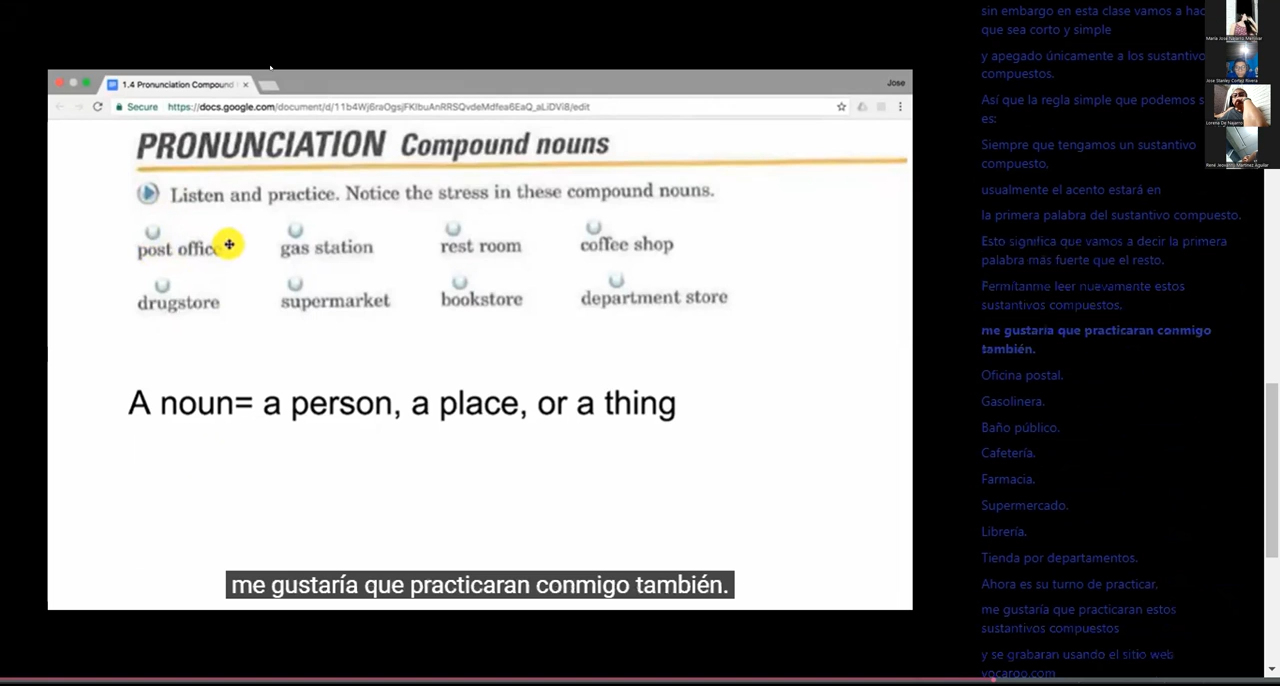 1.4 Pronunciation Compound
Jose
Secure
https://docs.google.com/document/d/11b4Wj6raOgsjFKIbuAnRRSQvdeMdfea6EaQ_aLiDVi8/edit
PRONUNCIATION Compound nouns
Listen and practice. Notice the stress in these compound nouns.
post office gas station rest room coffee shop
drugstore supermarket bookstore department store
A noun= a person, a place, or a thing
me gustaría que practicaran conmigo también.
sin embargo en esta clase vamos a hac
que sea corto y simple
y apegado únicamente a los sustantivo
compuestos.
Así que la regla simple que podemos s
es:
Siempre que tengamos un sustantivo
compuesto,
usualmente el acento estará en
la primera palabra del sustantivo compuesto.
Esto significa que vamos a decir la primera
palabra más fuerte que el resto.
Fermítanme leer nuevamente estos
sustantivos compuestos.
me gustaría que practicaran conmigo
también.
Oficina postal.
Gasolinera.
Baño público.
Cafetería.
Farmacia.
Supermercado.
Librería.
Tienda por departamentos.
Ahora es su turno de practicar,
me gustaría que practicaran estos
sustantivos compuestos
y se grabaran usando el sitio web
vocaroo.com